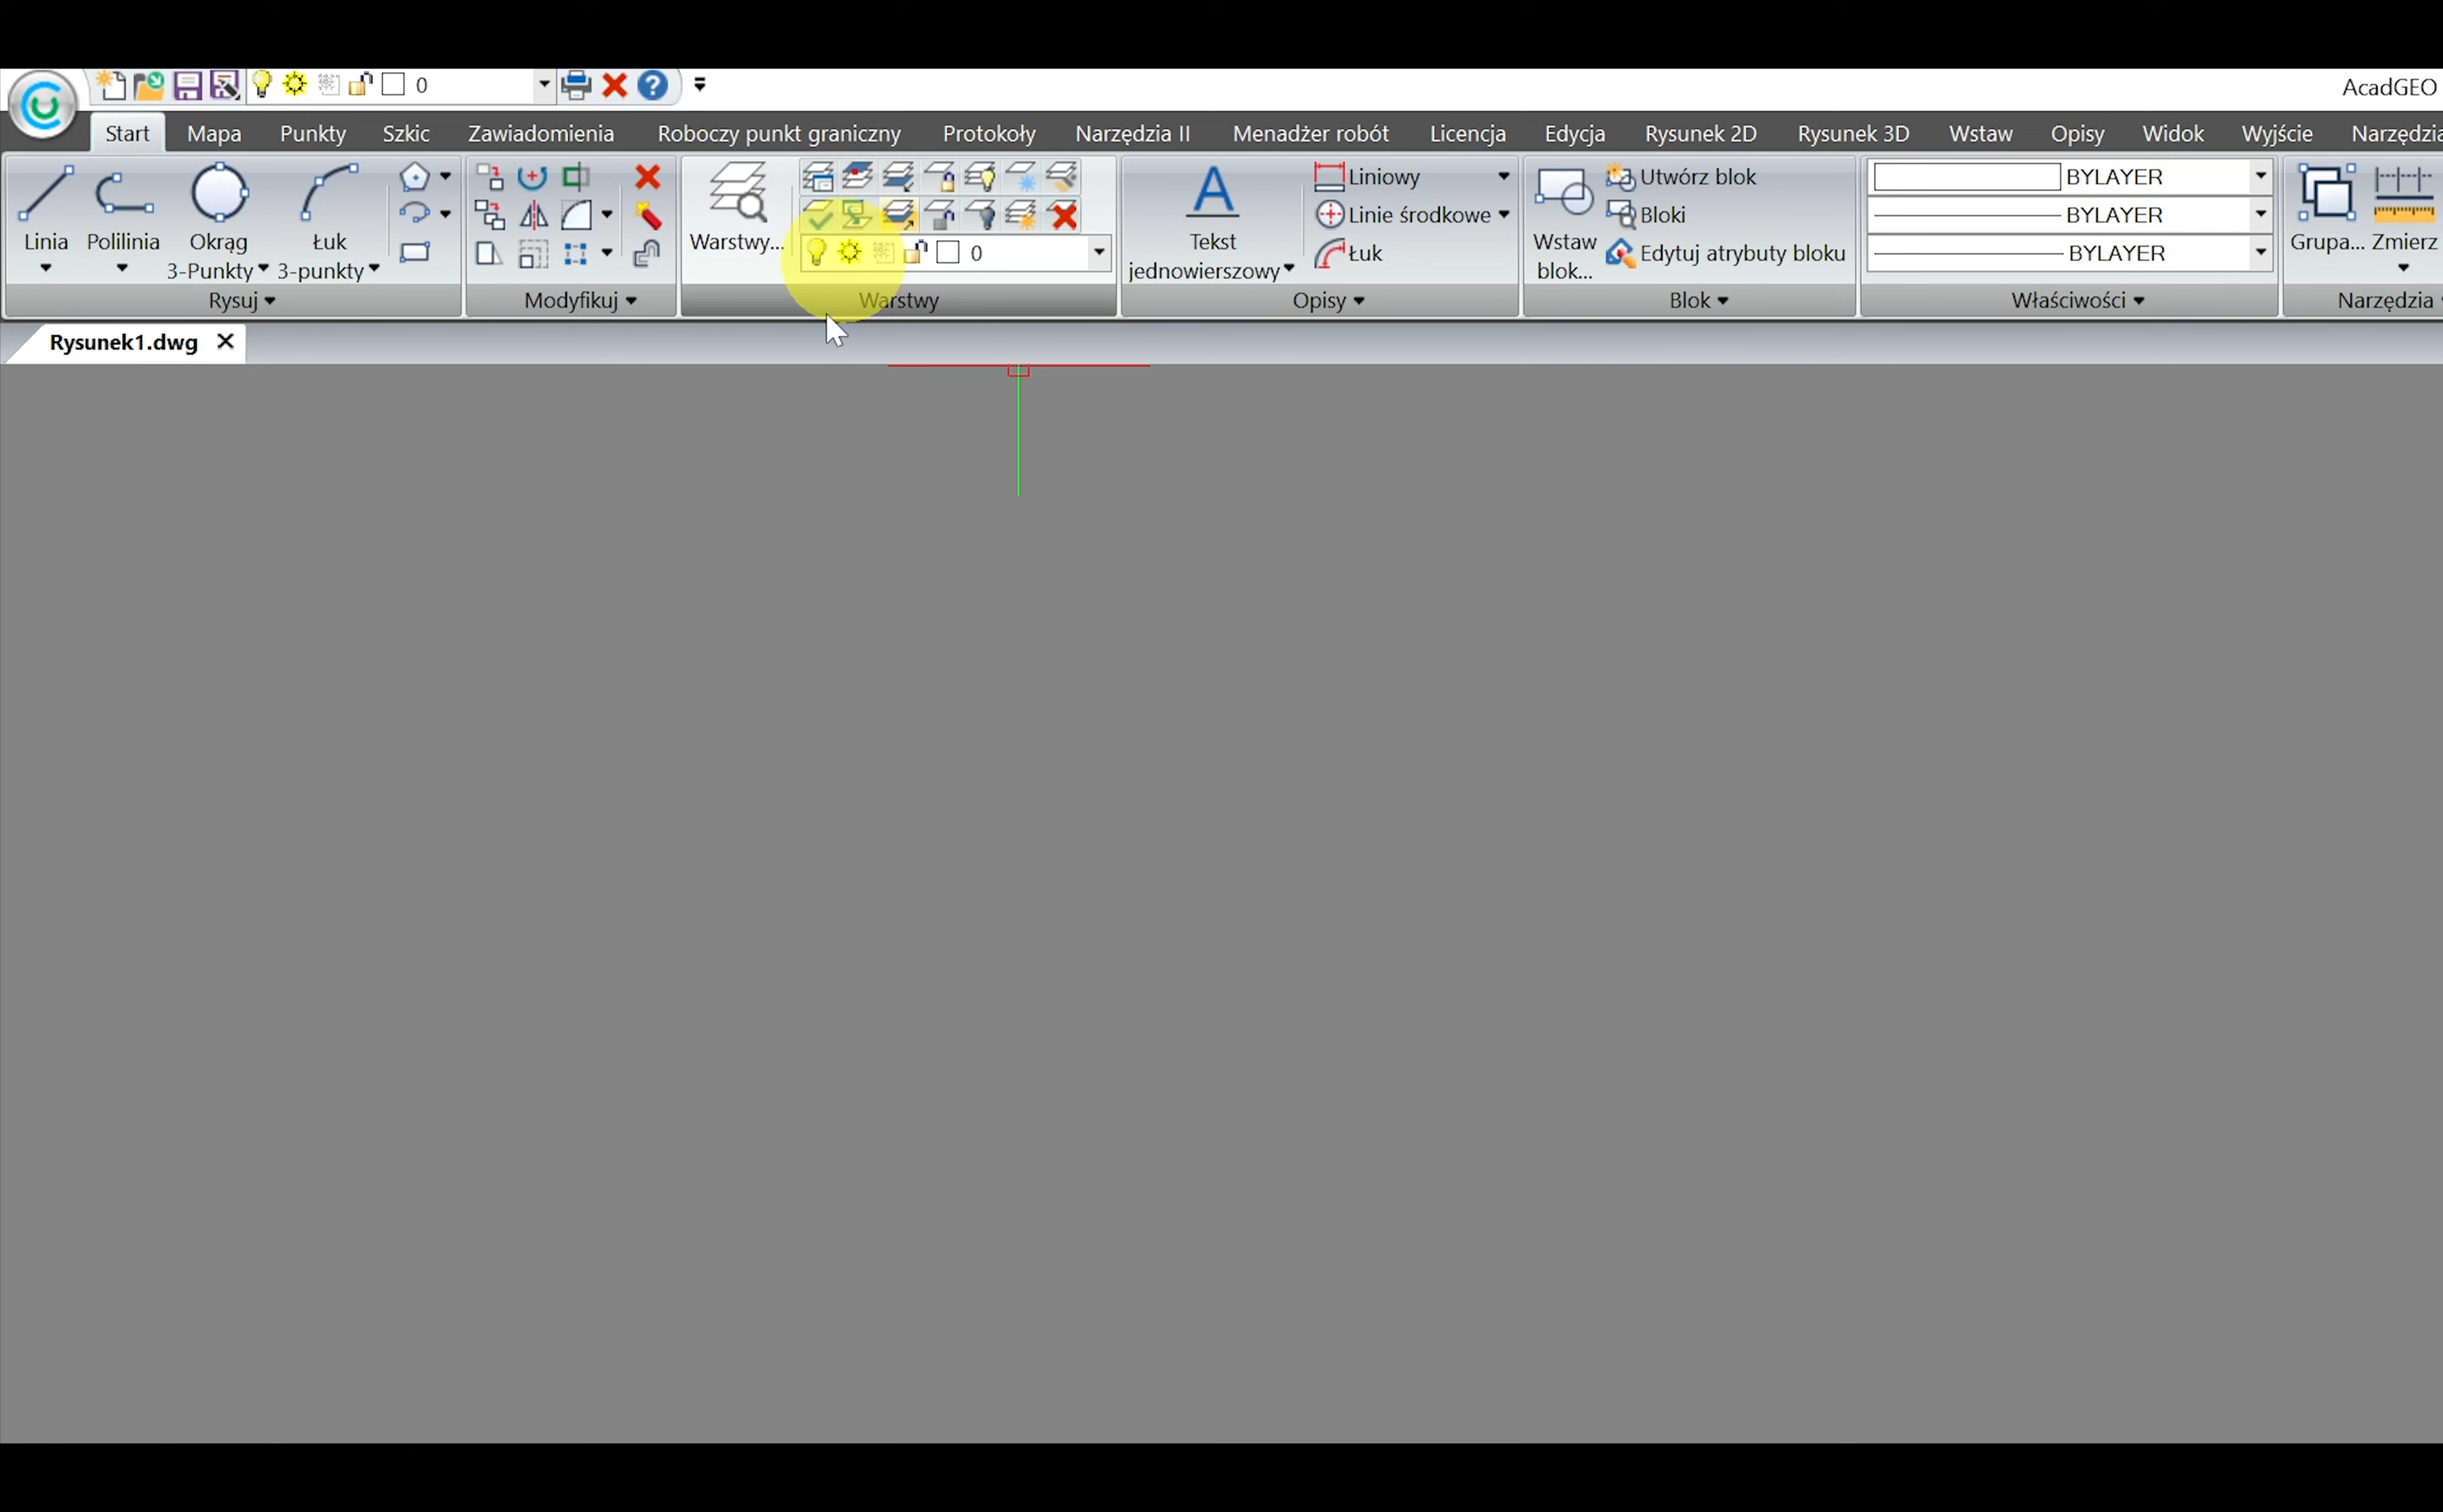 0
AcadGEO
Start Mapa Punkty Szkic Zawiadomienia Roboczy punkt graniczny Protokoły Narzędzia II Menadżer robót Licencja Edycja Rysunek 2D Rysunek 3D Wstaw Opisy Widok Wyjście Narzędzia
Linia
Polilinia
Okrąg
3-Punkty
Łuk
3-punkty
Rysuj
Modyfikuj
Warstwy...
0
Warstwy
A
Tekst
jednowierszowy
Liniowy
Linie środkowe
Łuk
Opisy
Wstaw
blok...
Utwórz blok
Bloki
Edytuj atrybuty bloku
Blok
BYLAYER
BYLAYER
BYLAYER
Właściwości
Grupa...
Zmierz
Narzędzia
Rysunek1.dwg